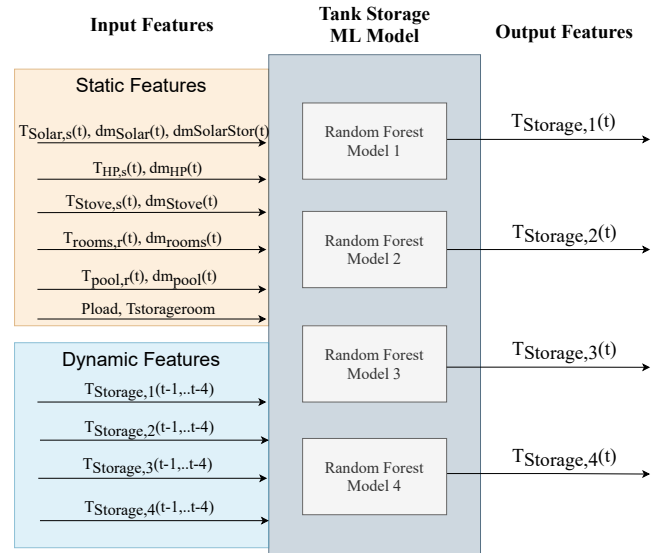 Input Features
Tank Storage
ML Model
Output Features
Static Features
TSolar,s(t), dmSolar(t), dmSolarStor(t)
THP,s(t), dmHP(t)
TStove,s(t), dmStove(t)
Trooms,r(t), dmrooms(t)
Tpool,r(t), dmpool(t)
Pload, Tstorageroom
Dynamic Features
TStorage,1(t-1,..t-4)
TStorage,2(t-1,..t-4)
TStorage,3(t-1,..t-4)
TStorage,4(t-1,..t-4)
Random Forest
Model 1
Random Forest
Model 2
Random Forest
Model 3
Random Forest
Model 4
TStorage,1(t)
TStorage,2(t)
TStorage,3(t)
TStorage,4(t)